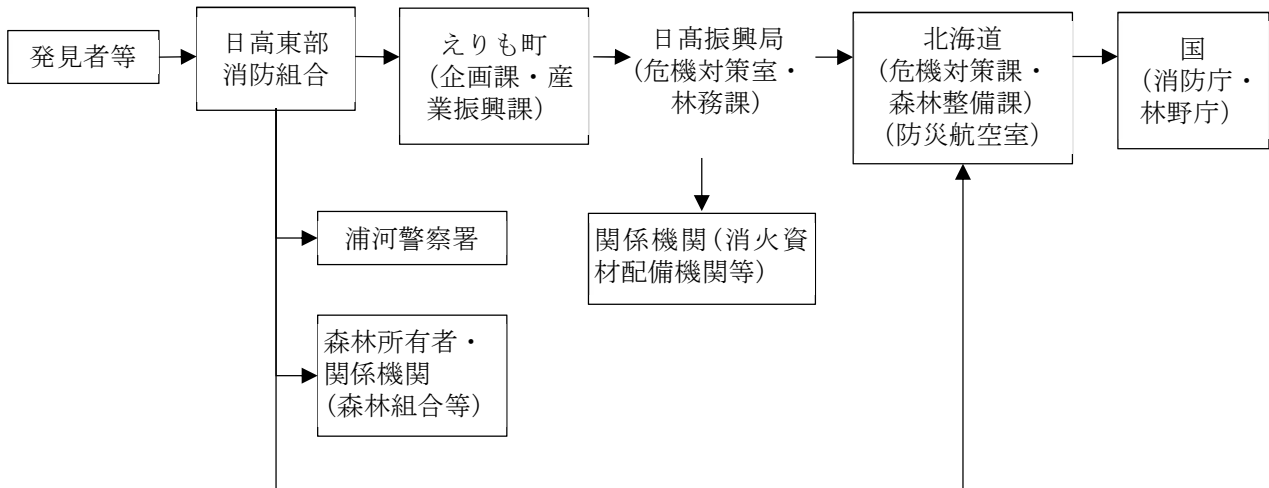 発見者等
日高東部
消防組合
えりも町
(企画課・産
業振興課)
日髙振興局
(危機対策室・
林務課)
北海道
(危機対策課・
森林整備課)
(防災航空室)
国
(消防庁・
林野庁)
浦河警察署
関係機関(消火資
材配備機関等)
森林所有者・
関係機関
(森林組合等)